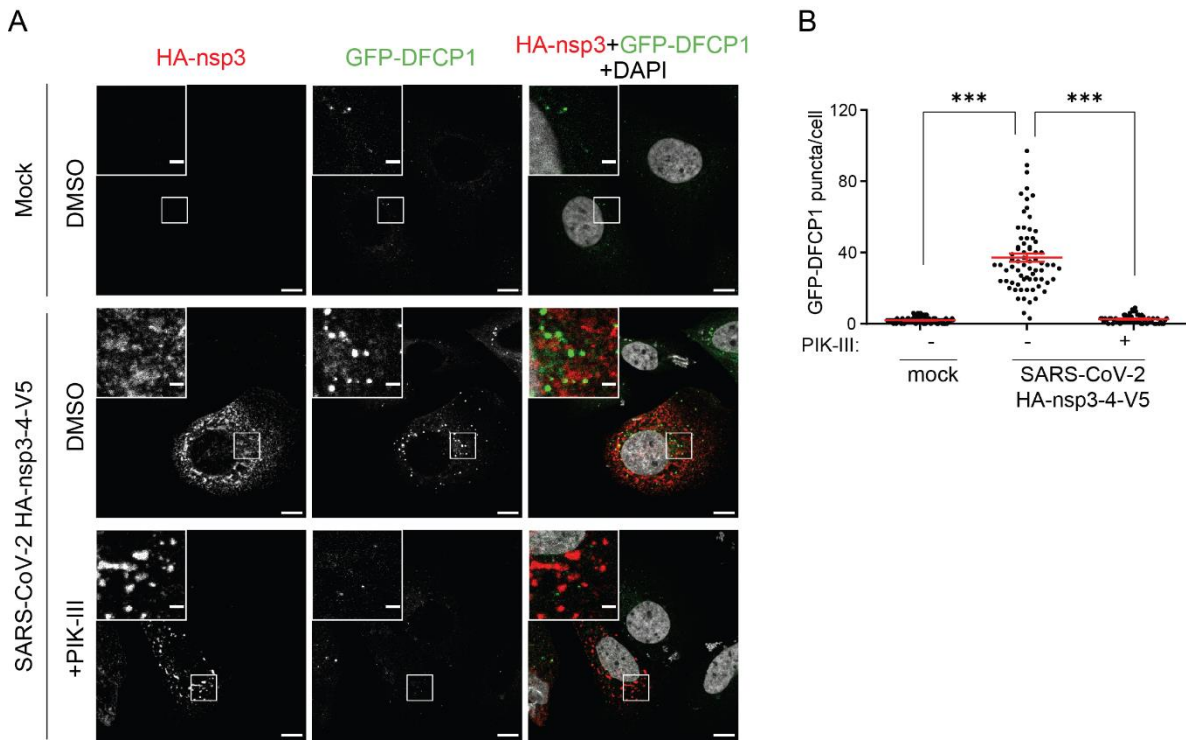 A
HA-nsp3
GFP-DFCP1
HA-nsp3+GFP-DFCP1
+DAPI
Mock
DMSO
SARS-CoV-2 HA-nsp3-4-V5
DMSO
+PIK-III
B
GFP-DFCP1 puncta/cell
120
80
40
0
***
***
PIK-III:
-
-
+
mock
SARS-CoV-2
HA-nsp3-4-V5